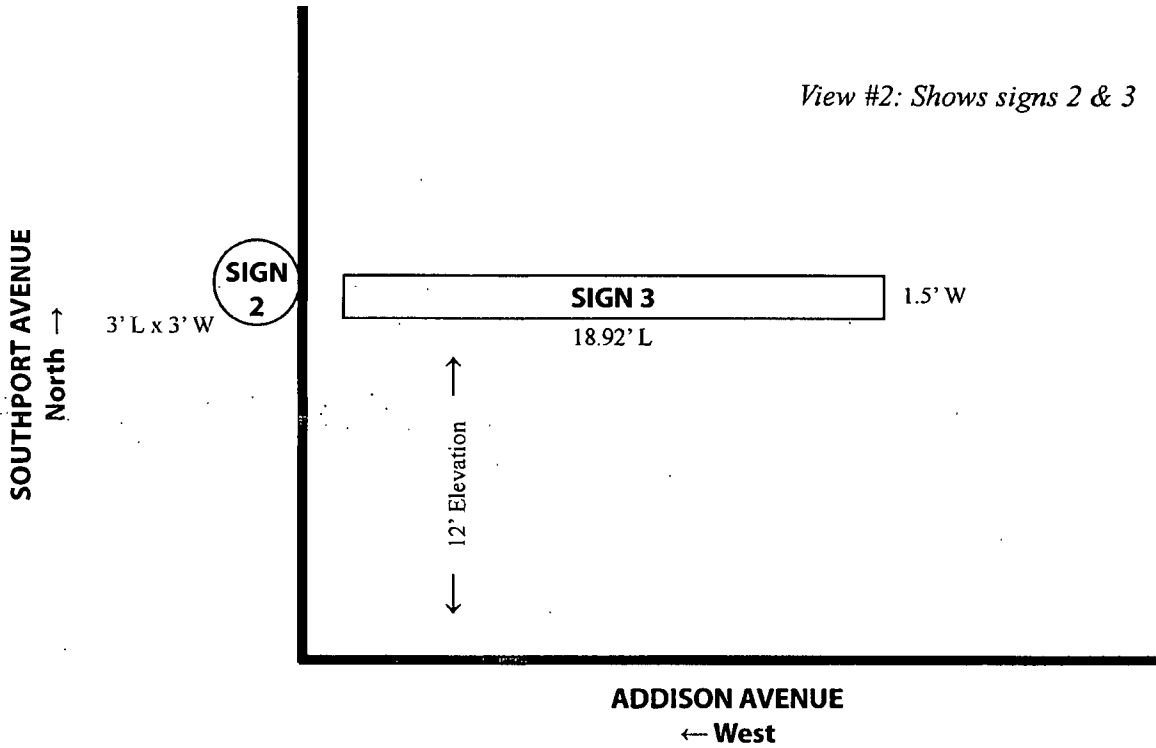 View #2: Shows signs 2 & 3
SOUTHPORT AVENUE
North →
SIGN
2
3' L x 3' W
SIGN 3
1.5' W
18.92' L
12' Elevation
ADDISON AVENUE
← West